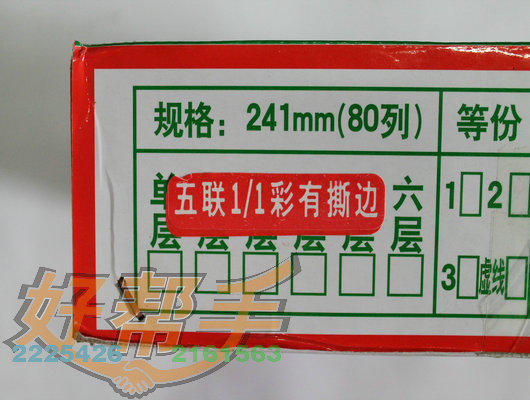 规格：241mm(80列)
等份
单
六
五联1/1彩有撕边
层 层 层 层 层 层
1 2
3 虚线
好帮手
2225426 2161563